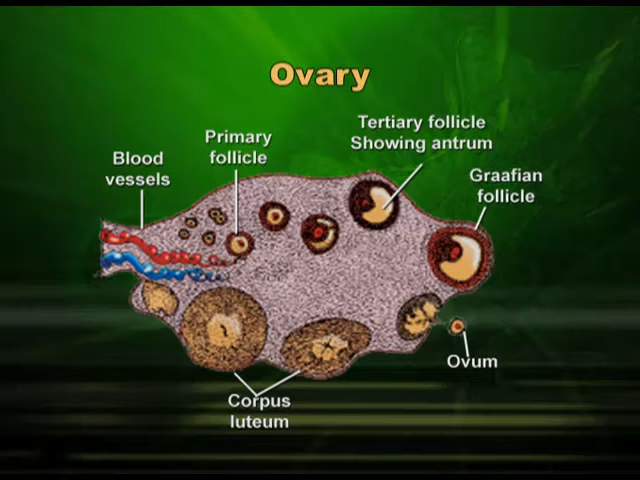 Ovary
Tertiary follicle
Showing antrum
Primary
follicle
Blood
vessels
Graafian
follicle
Ovum
Corpus
luteum